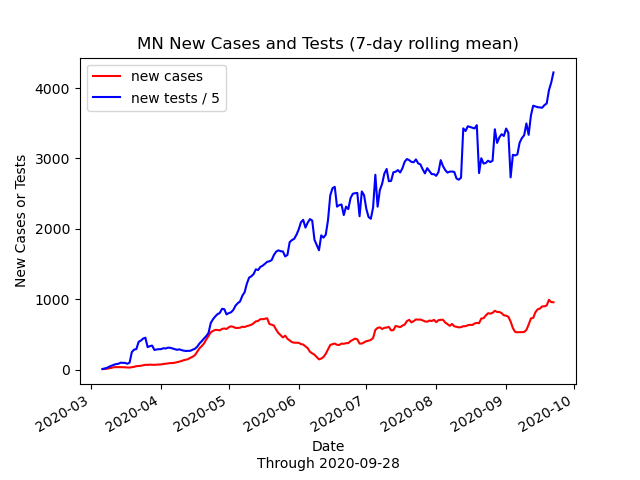 MN New Cases and Tests (7-day rolling mean)
new cases
new tests / 5
4000
3000
2000
1000
0
New Cases or Tests
2020-03
2020-04
2020-05
2020-06
2020-07
2020-08
2020-09
2020-10
Date
Through 2020-09-28